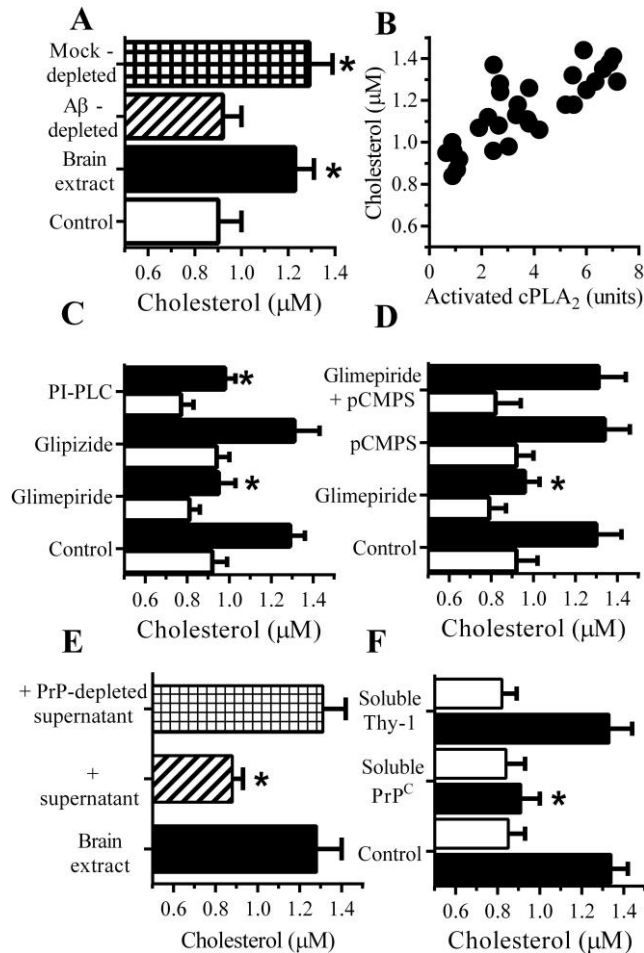 A
Mock -
depleted
*
Aβ -
depleted
Brain
extract
*
Control
0.6 0.8 1.0 1.2 1.4
Cholesterol (μM)
B
Cholesterol (μM)
1.4
1.2
1.0
0.8
0.6
0 2 4 6 8
Activated cPLA₂ (units)
C
PI-PLC
*
Glipizide
Glimepiride
*
Control
0.6 0.8 1.0 1.2 1.4
Cholesterol (μM)
D
Glimepiride
+ pCMPS
pCMPS
Glimepiride
*
Control
0.6 0.8 1.0 1.2 1.4
Cholesterol (μM)
E
+ PrP-depleted
supernatant
+
supernatant
*
Brain
extract
0.6 0.8 1.0 1.2 1.4
Cholesterol (μM)
F
Soluble
Thy-1
Soluble
PrPᶜ
*
Control
0.6 0.8 1.0 1.2 1.4
Cholesterol (μM)